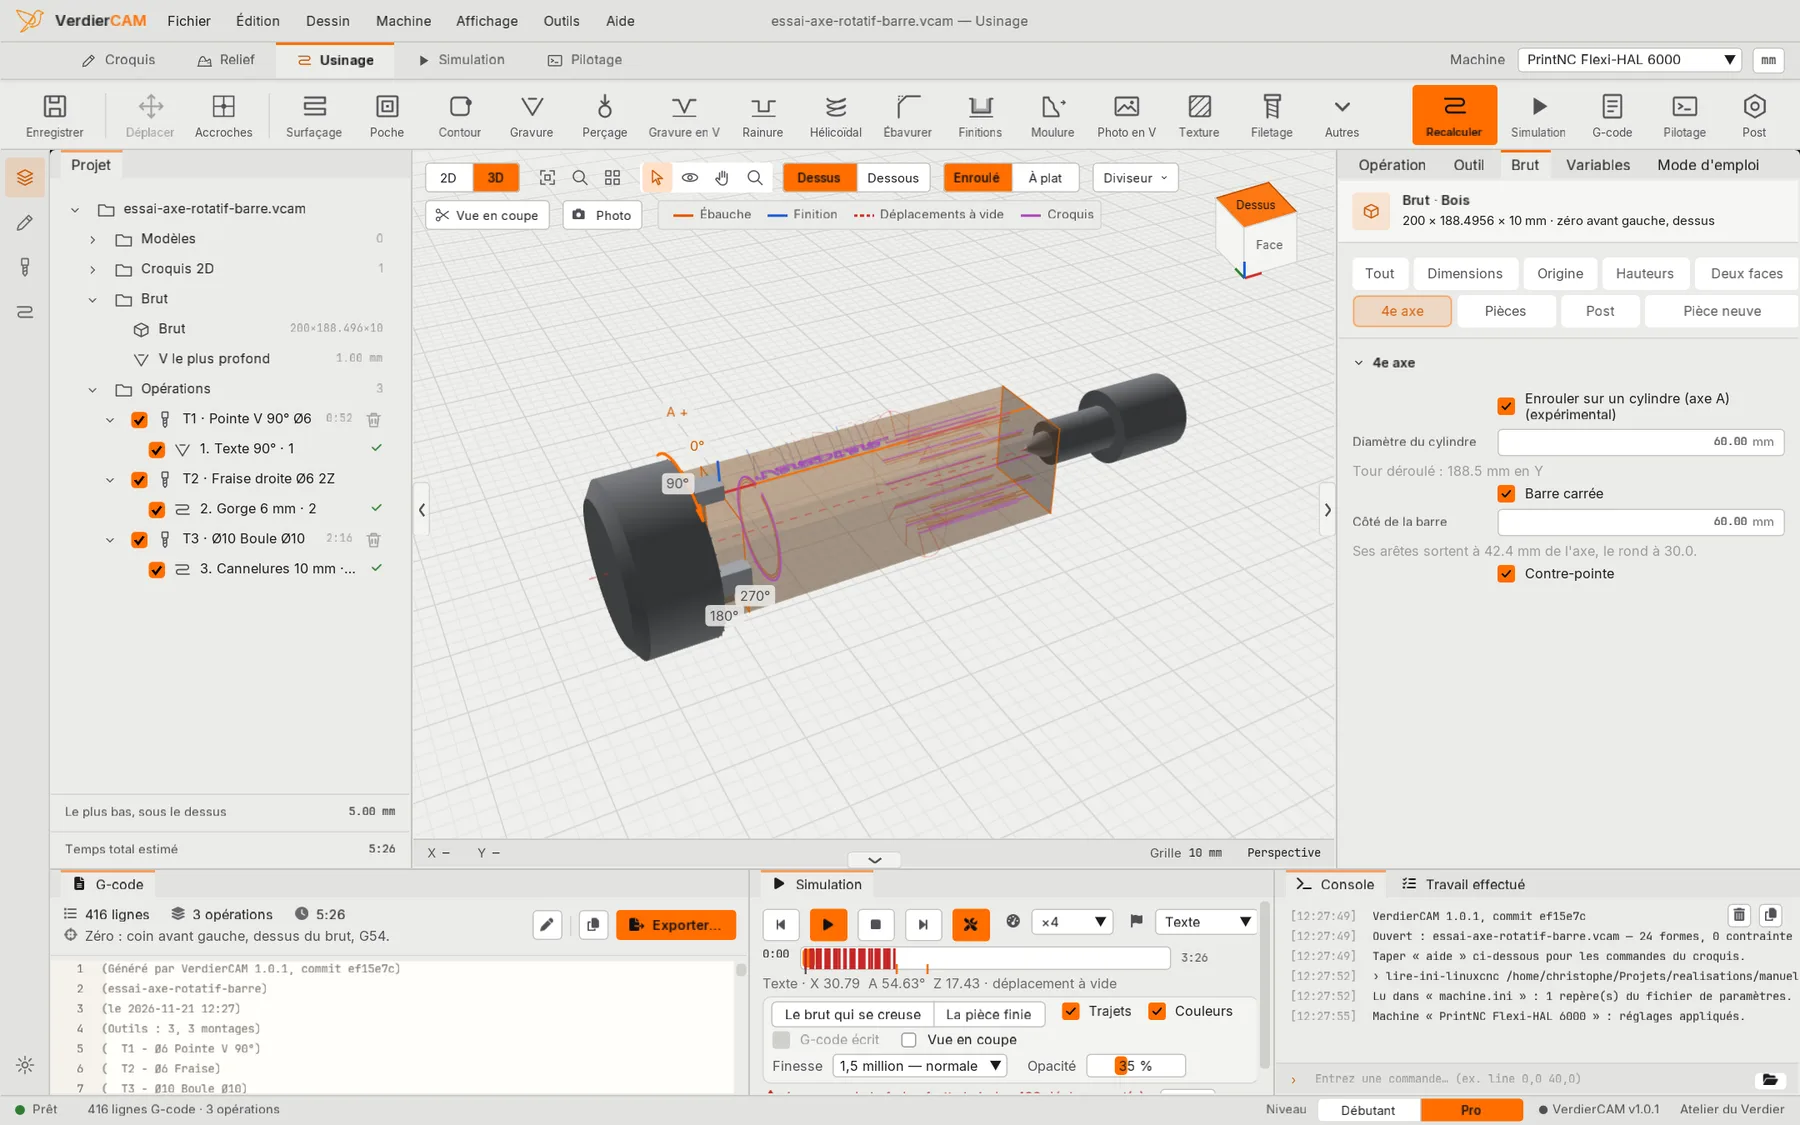 VerdierCAM Fichier Édition Dessin Machine Affichage Outils Aide essai-axe-rotatif-barre.vcam — Usinage
Croquis Relief Usinage Simulation Pilotage Machine PrintNC Flexi-HAL 6000 mm
Enregistrer Déplacer Accroches Surfaçage Poche Contour Gravure Perçage Gravure en V Rainure Hélicoïdal Ébavurer Finitions Moulure Photo en V Texture Filetage Autres Recalculer Simulation G-code Pilotage Post
Projet
essai-axe-rotatif-barre.vcam
Modèles 0
Croquis 2D 1
Brut
Brut 200×188.496×10
V le plus profond 1.00 mm
Opérations 3
T1 · Pointe V 90° Ø6 0:52
1. Texte 90° · 1
T2 · Fraise droite Ø6 2Z
2. Gorge 6 mm · 2
T3 · Ø10 Boule Ø10 2:16
3. Cannelures 10 mm ·...
Le plus bas, sous le dessus 5.00 mm
Temps total estimé 5:26
2D 3D Dessus Dessous Enroulé À plat Diviseur
Vue en coupe Photo Ébauche Finition Déplacements à vide Croquis
Dessus
Face
A +
0°
90°
270°
180°
X – Y – Grille 10 mm Perspective
Opération Outil Brut Variables Mode d'emploi
Brut · Bois
200 × 188.4956 × 10 mm · zéro avant gauche, dessus
Tout Dimensions Origine Hauteurs Deux faces
4e axe Pièces Post Pièce neuve
4e axe
Enrouler sur un cylindre (axe A)
(expérimental)
Diamètre du cylindre 60.00 mm
Tour déroulé : 188.5 mm en Y
Barre carrée
Côté de la barre 60.00 mm
Ses arêtes sortent à 42.4 mm de l'axe, le rond à 30.0.
Contre-pointe
G-code
416 lignes 3 opérations 5:26
Zéro : coin avant gauche, dessus du brut, G54.
Exporter...
1 (Généré par VerdierCAM 1.0.1, commit ef15e7c)
2 (essai-axe-rotatif-barre)
3 (le 2026-11-21 12:27)
4 (Outils : 3, 3 montages)
5 ( T1 - Ø6 Pointe V 90°)
6 ( T2 - Ø6 Fraise)
7 ( T3 - Ø10 Boule Ø10)
Simulation
×4 Texte
0:00 3:26
Texte · X 30.79 A 54.63° Z 17.43 · déplacement à vide
Le brut qui se creuse La pièce finie Trajets Couleurs
G-code écrit Vue en coupe
Finesse 1,5 million — normale Opacité 35 %
Console Travail effectué
[12:27:49] VerdierCAM 1.0.1, commit ef15e7c
[12:27:49] Ouvert : essai-axe-rotatif-barre.vcam — 24 formes, 0 contrainte
[12:27:49] Taper « aide » ci-dessous pour les commandes du croquis.
[12:27:52] › lire-ini-linuxcnc /home/christophe/Projets/realisations/manuel
[12:27:52] Lu dans « machine.ini » : 1 repère(s) du fichier de paramètres.
[12:27:55] Machine « PrintNC Flexi-HAL 6000 » : réglages appliqués.
› Entrez une commande… (ex. line 0,0 40,0)
Prêt 416 lignes G-code · 3 opérations Niveau Débutant Pro VerdierCAM v1.0.1 Atelier du Verdier